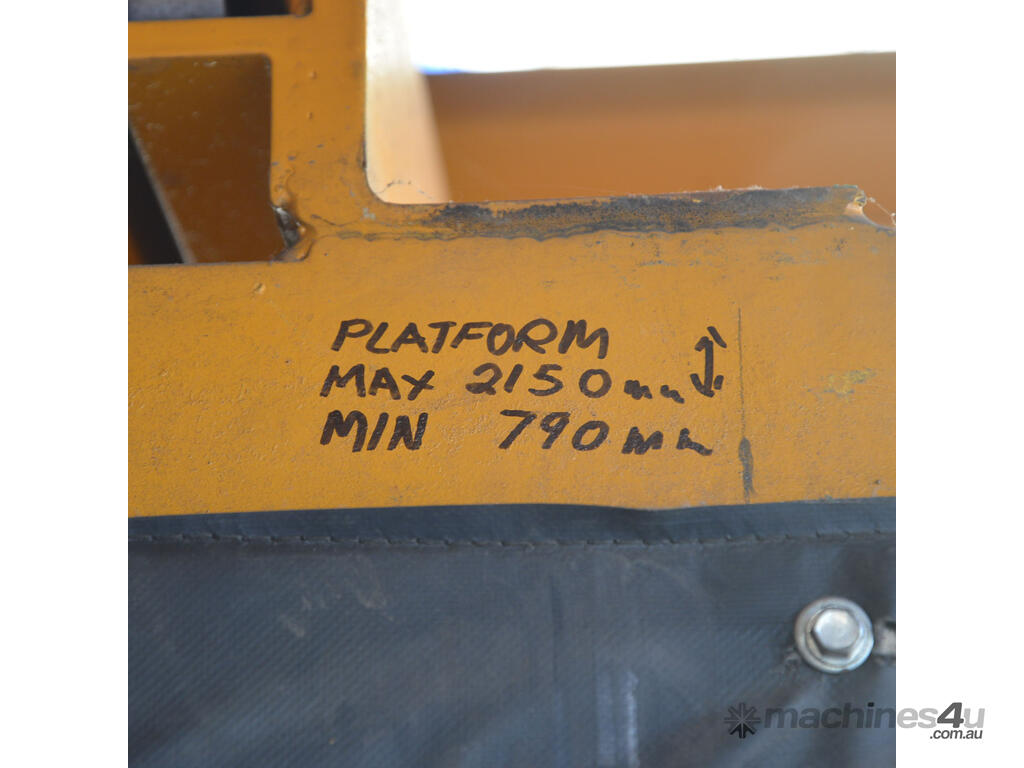 PLATFORM
MAX 2150mm
MIN 790mm
machines4u
.com.au